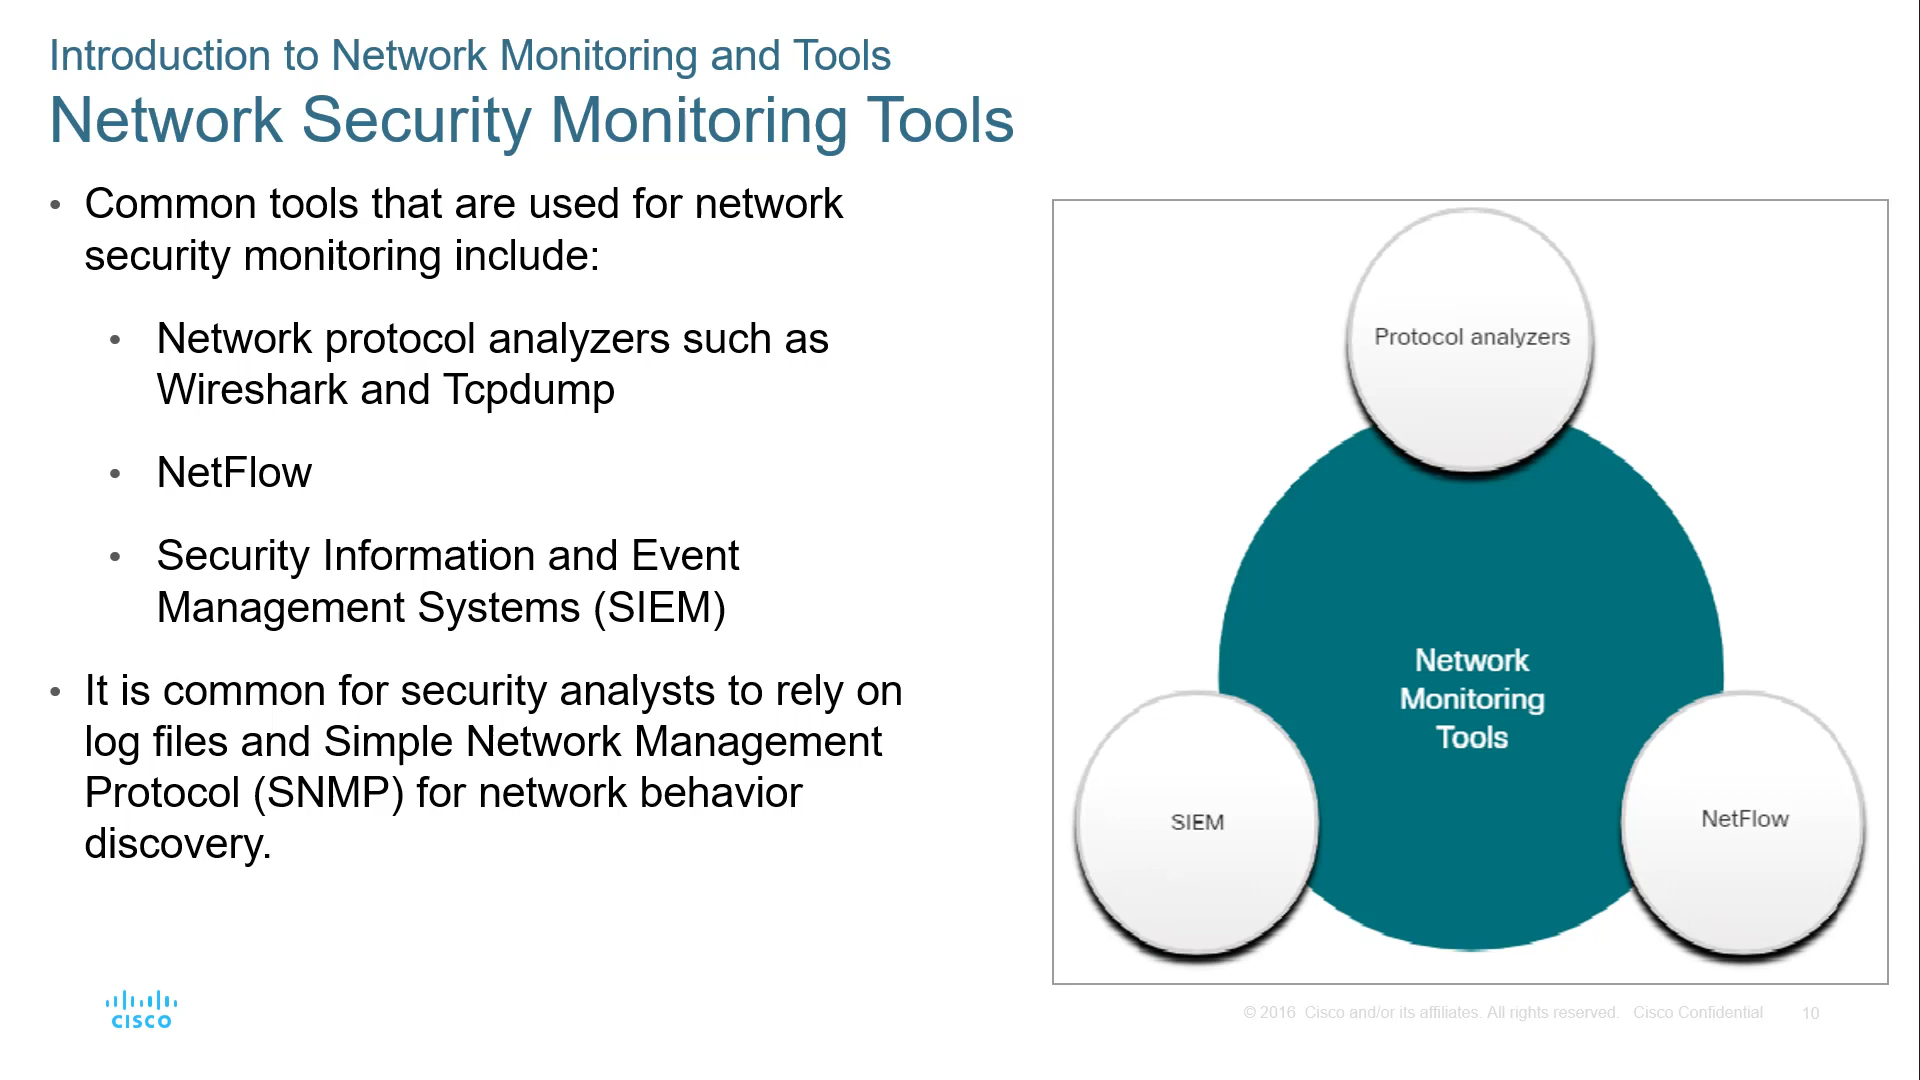 Introduction to Network Monitoring and Tools
Network Security Monitoring Tools
• Common tools that are used for network
security monitoring include:
• Network protocol analyzers such as
Wireshark and Tcpdump
• NetFlow
• Security Information and Event
Management Systems (SIEM)
• It is common for security analysts to rely on
log files and Simple Network Management
Protocol (SNMP) for network behavior
discovery.
Protocol analyzers
Network
Monitoring
Tools
SIEM
NetFlow
CISCO
© 2016 Cisco and/or its affiliates. All rights reserved. Cisco Confidential 10